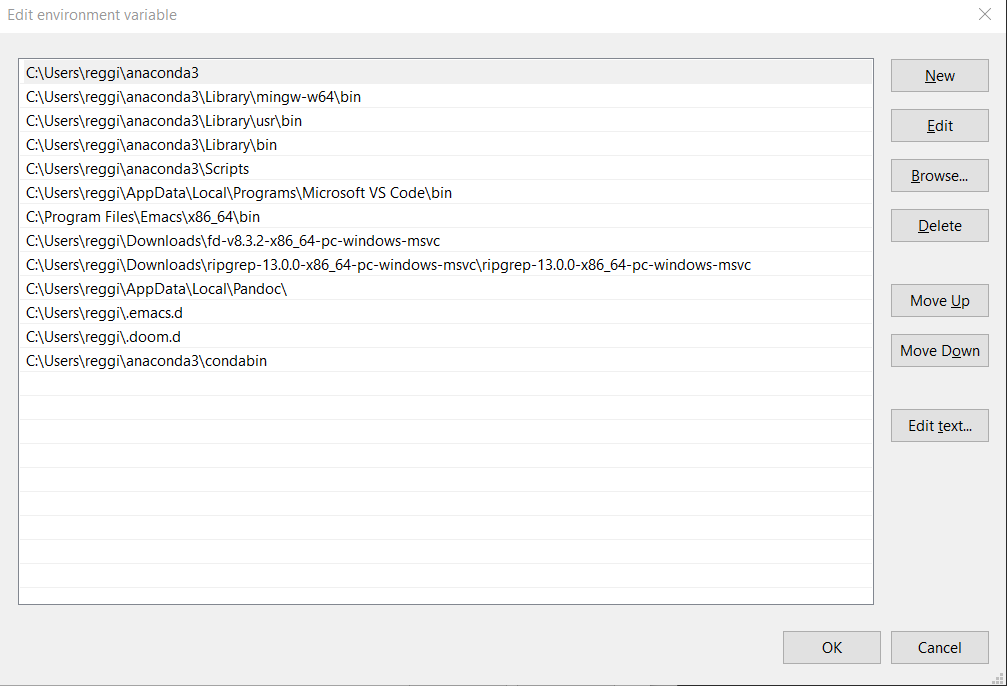 Edit environment variable
C:\Users\reggi\anaconda3
C:\Users\reggi\anaconda3\Library\mingw-w64\bin
C:\Users\reggi\anaconda3\Library\usr\bin
C:\Users\reggi\anaconda3\Library\bin
C:\Users\reggi\anaconda3\Scripts
C:\Users\reggi\AppData\Local\Programs\Microsoft VS Code\bin
C:\Program Files\Emacs\x86_64\bin
C:\Users\reggi\Downloads\fd-v8.3.2-x86_64-pc-windows-msvc
C:\Users\reggi\Downloads\ripgrep-13.0.0-x86_64-pc-windows-msvc\ripgrep-13.0.0-x86_64-pc-windows-msvc
C:\Users\reggi\AppData\Local\Pandoc\
C:\Users\reggi\.emacs.d
C:\Users\reggi\.doom.d
C:\Users\reggi\anaconda3\condabin
New
Edit
Browse...
Delete
Move Up
Move Down
Edit text...
OK
Cancel